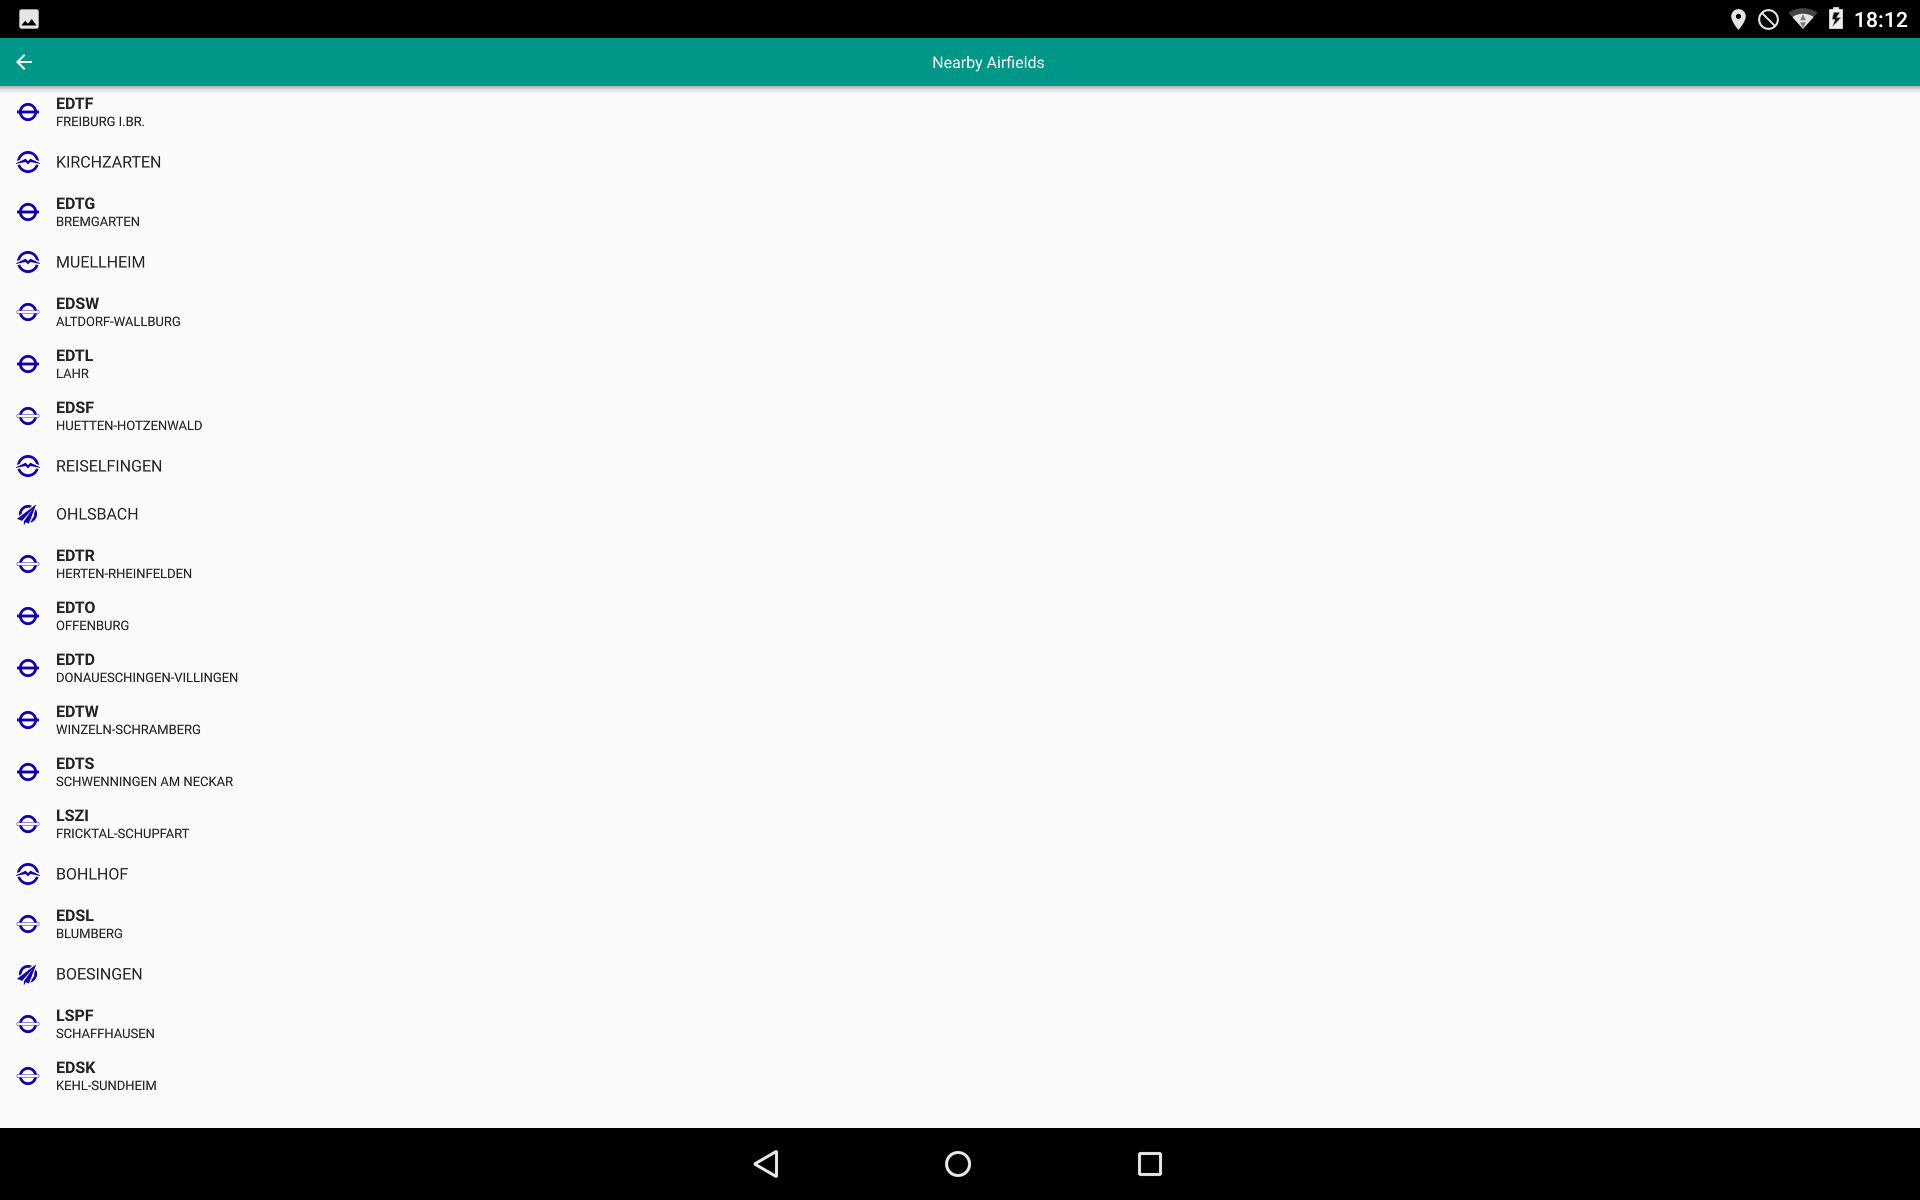 18:12
Nearby Airfields
EDTF
FREIBURG I.BR.
KIRCHZARTEN
EDTG
BREMGARTEN
MUELLHEIM
EDSW
ALTDORF-WALLBURG
EDTL
LAHR
EDSF
HUETTEN-HOTZENWALD
REISELFINGEN
OHLSBACH
EDTR
HERTEN-RHEINFELDEN
EDTO
OFFENBURG
EDTD
DONAUESCHINGEN-VILLINGEN
EDTW
WINZELN-SCHRAMBERG
EDTS
SCHWENNINGEN AM NECKAR
LSZI
FRICKTAL-SCHUPFART
BOHLHOF
EDSL
BLUMBERG
BOESINGEN
LSPF
SCHAFFHAUSEN
EDSK
KEHL-SUNDHEIM